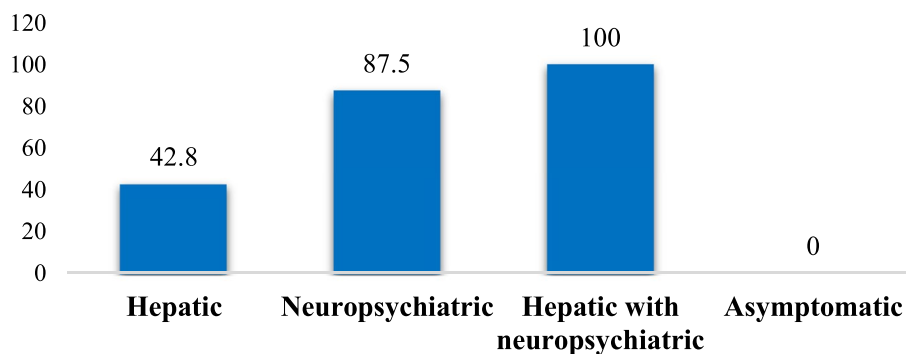 120
100
80
60
40
20
0
42.8
87.5
100
0
Hepatic
Neuropsychiatric
Hepatic with
neuropsychiatric
Asymptomatic